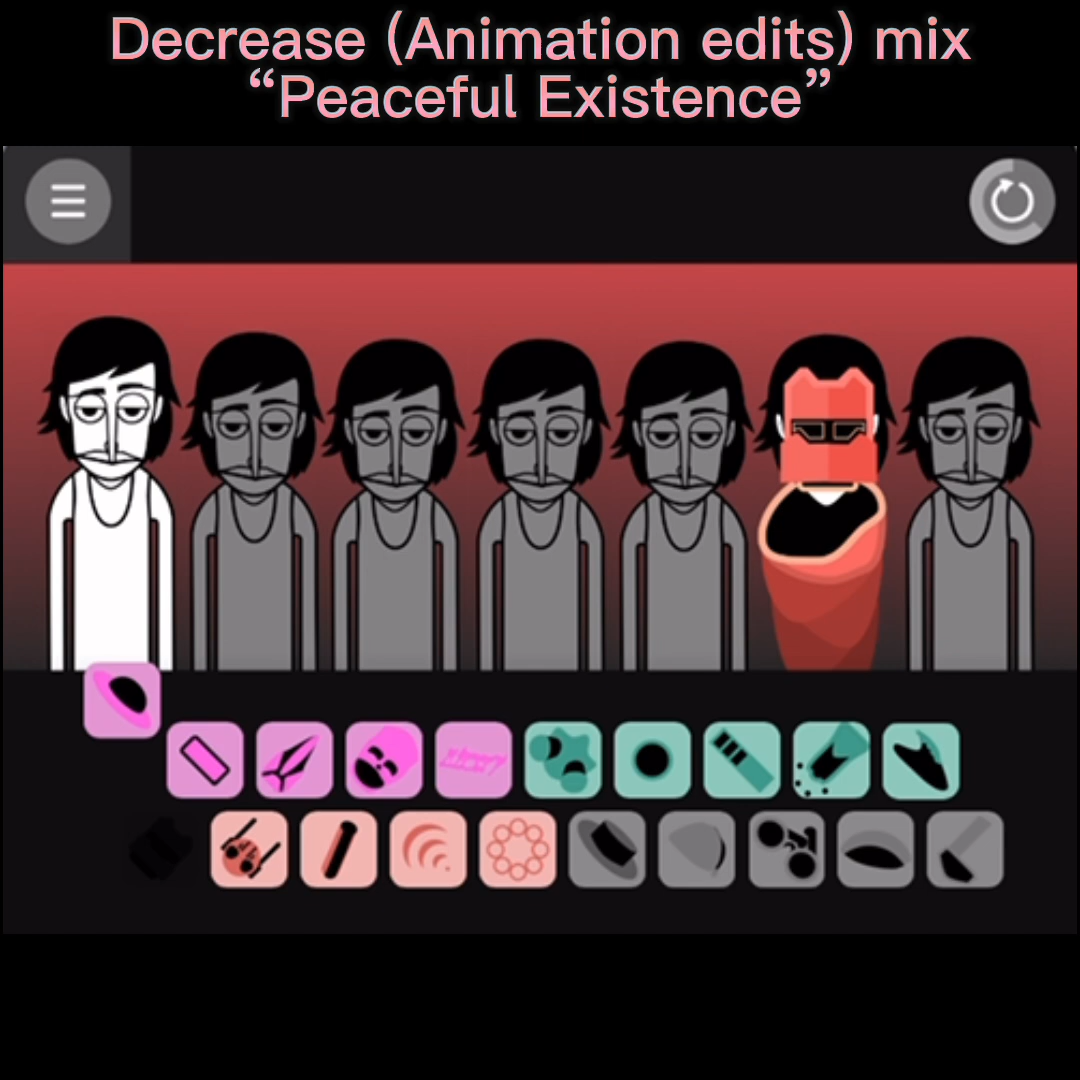 Decrease (Animation edits) mix
“Peaceful Existence”